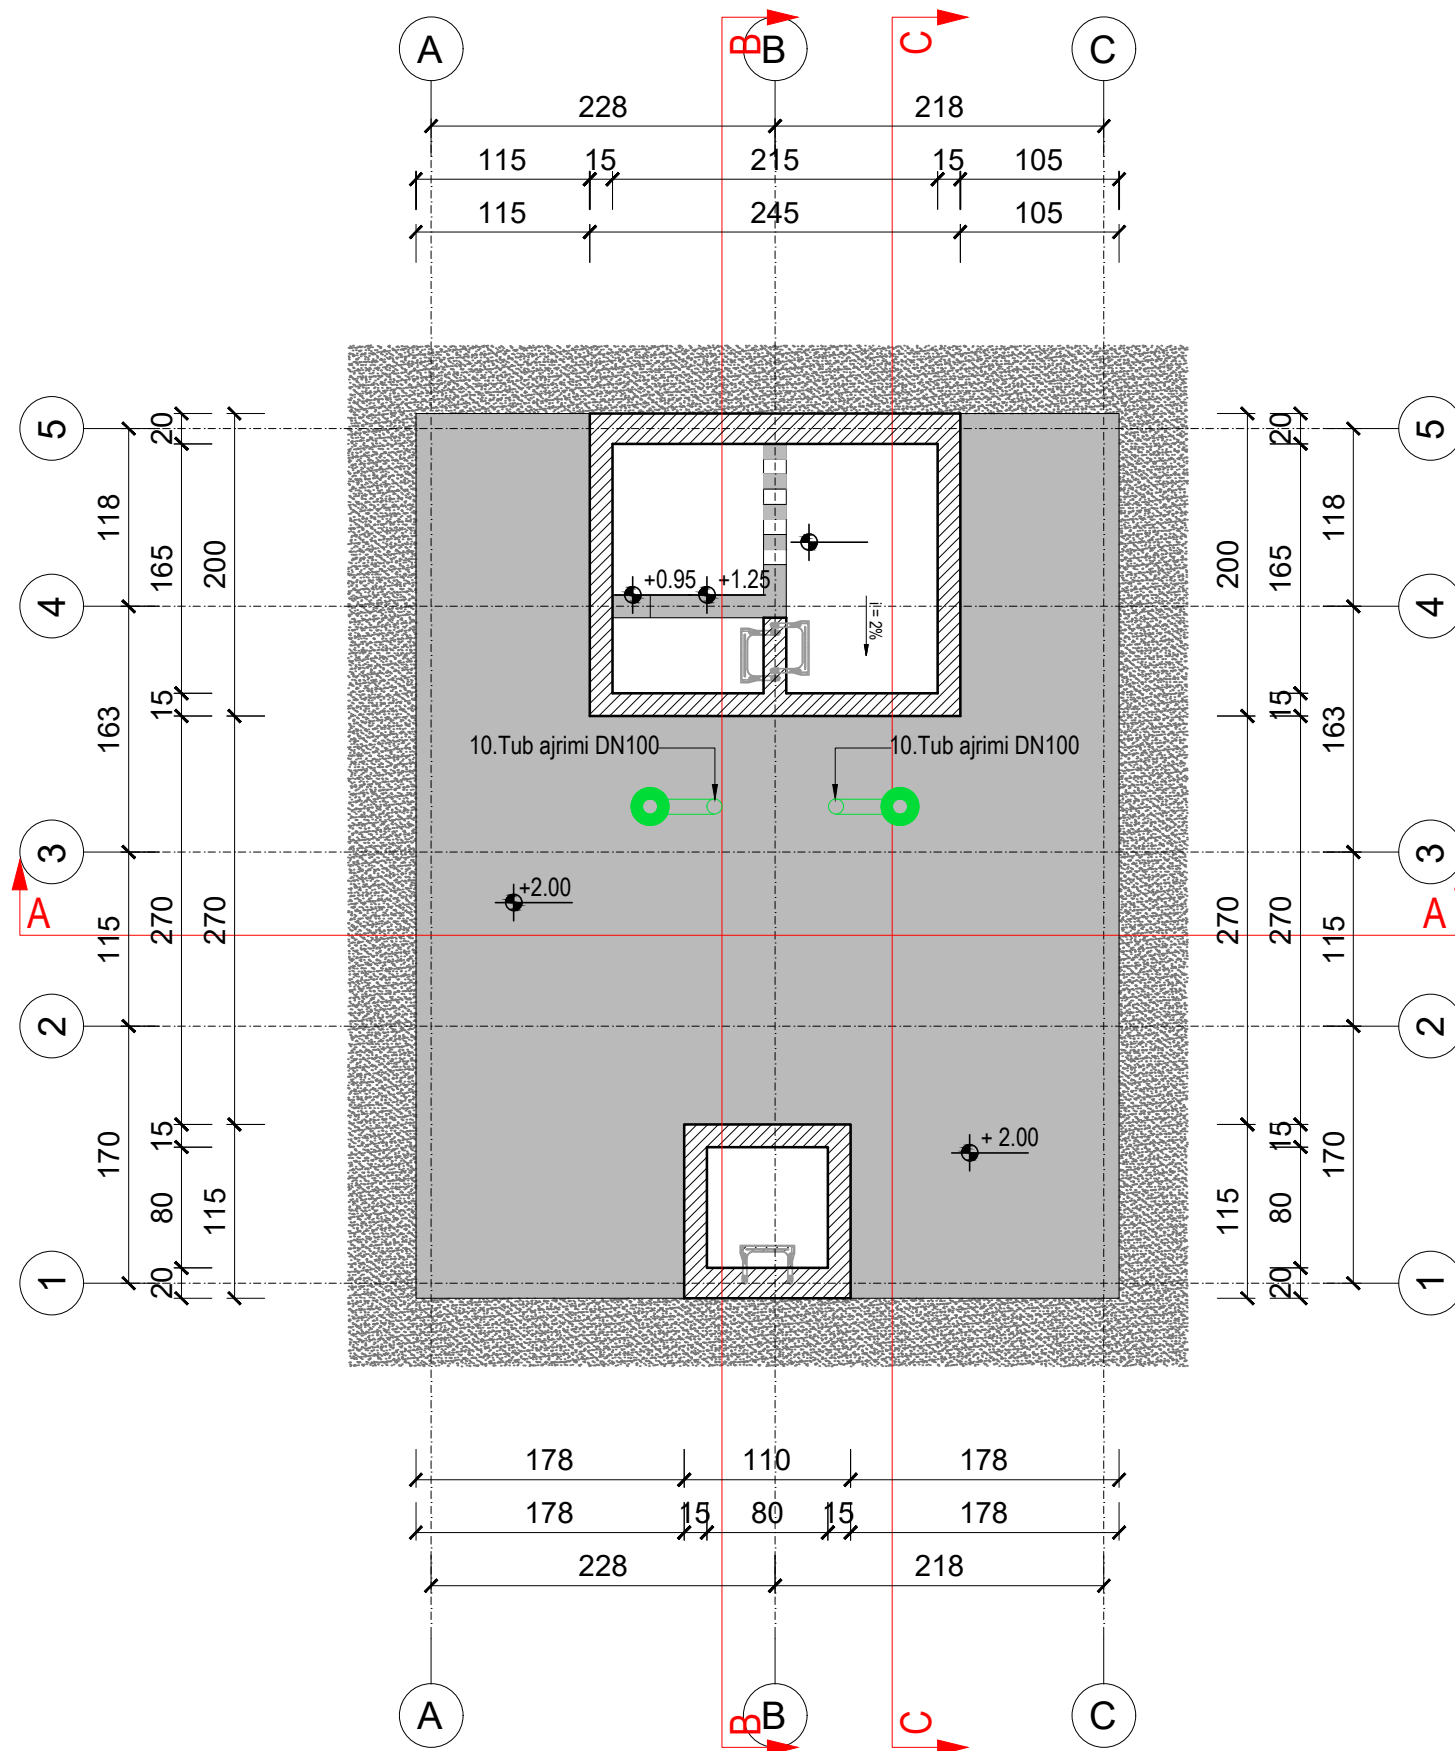 A B B C C
228 218
115 15 215 15 105
115 245 105
5 20 20 5
118 165 200 200 165 118
+0.95 +1.25
4 4
i= 2%
163 15 15 163
10.Tub ajrimi DN100 10.Tub ajrimi DN100
3 3
+2.00
A 115 270 270 270 270 115 A
2 2
170 15 15 170
+ 2.00
80 115 115 80
1 20 20 1
178 110 178
178 15 80 15 178
228 218
A B B C C